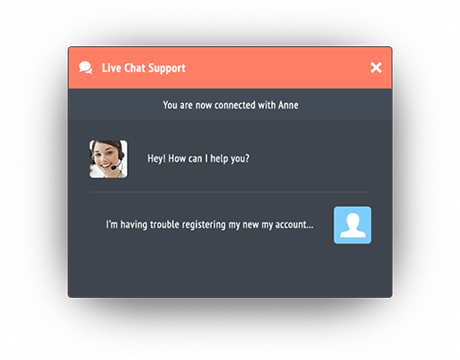 Live Chat Support
You are now connected with Anne
Hey! How can I help you?
I'm having trouble registering my new my account...